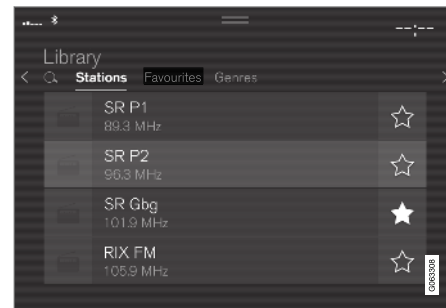 --:--
Library
Stations Favourites Genres
SR P1
89.3 MHz
SR P2
96.3 MHz
SR Gbg
101.9 MHz
RIX FM
105.9 MHz
G063308